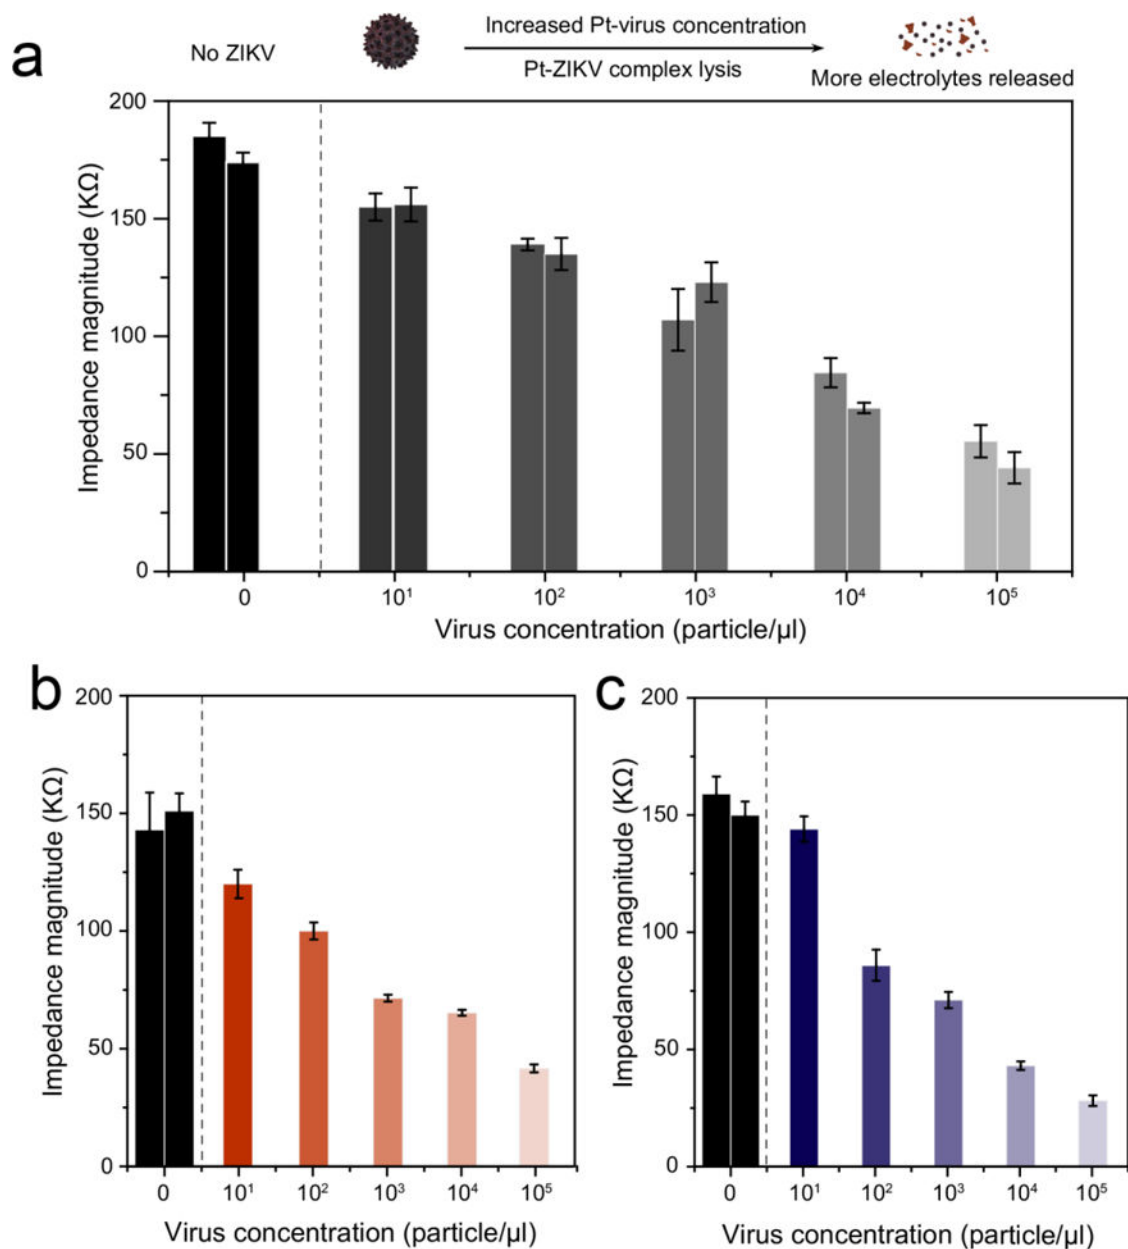 a
No ZIKV
Increased Pt-virus concentration
Pt-ZIKV complex lysis
More electrolytes released
Impedance magnitude (KΩ)
200
150
100
50
0
0 10¹ 10² 10³ 10⁴ 10⁵
Virus concentration (particle/µl)
b
Impedance magnitude (KΩ)
200
150
100
50
0
0 10¹ 10² 10³ 10⁴ 10⁵
Virus concentration (particle/µl)
c
Impedance magnitude (KΩ)
200
150
100
50
0
0 10¹ 10² 10³ 10⁴ 10⁵
Virus concentration (particle/µl)